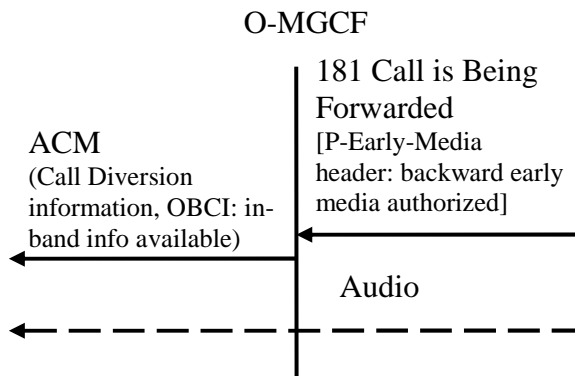 O-MGCF
181 Call is Being
Forwarded
[P-Early-Media
header: backward early
media authorized]
ACM
(Call Diversion
information, OBCI: in-
band info available)
Audio